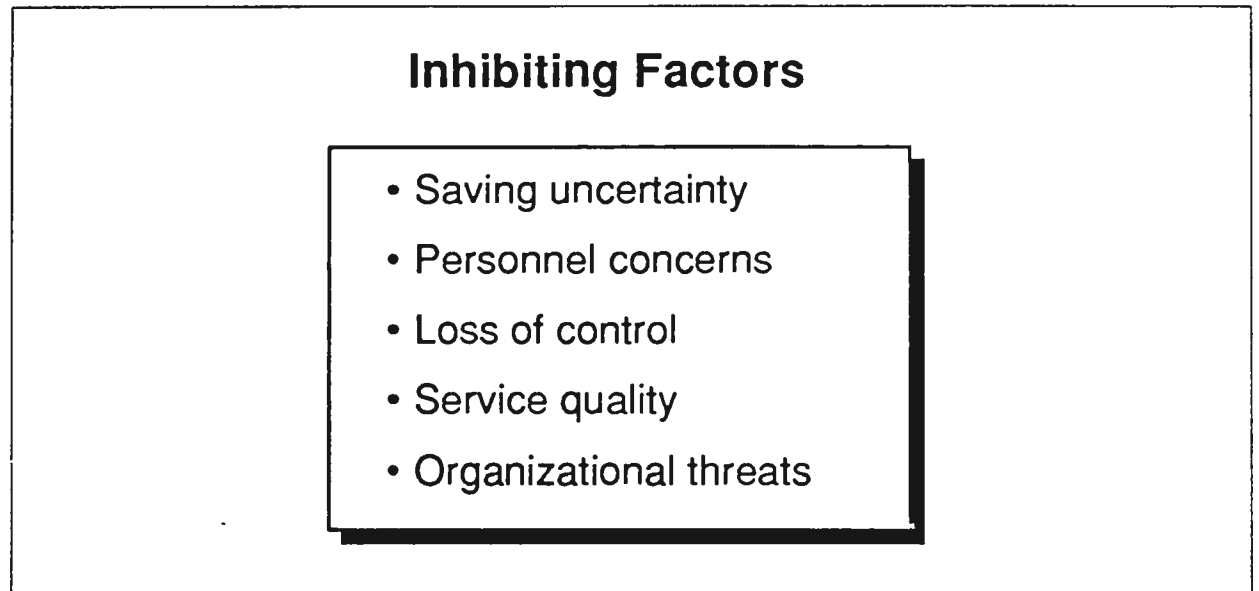 Inhibiting Factors
• Saving uncertainty
• Personnel concerns
• Loss of control
• Service quality
• Organizational threats